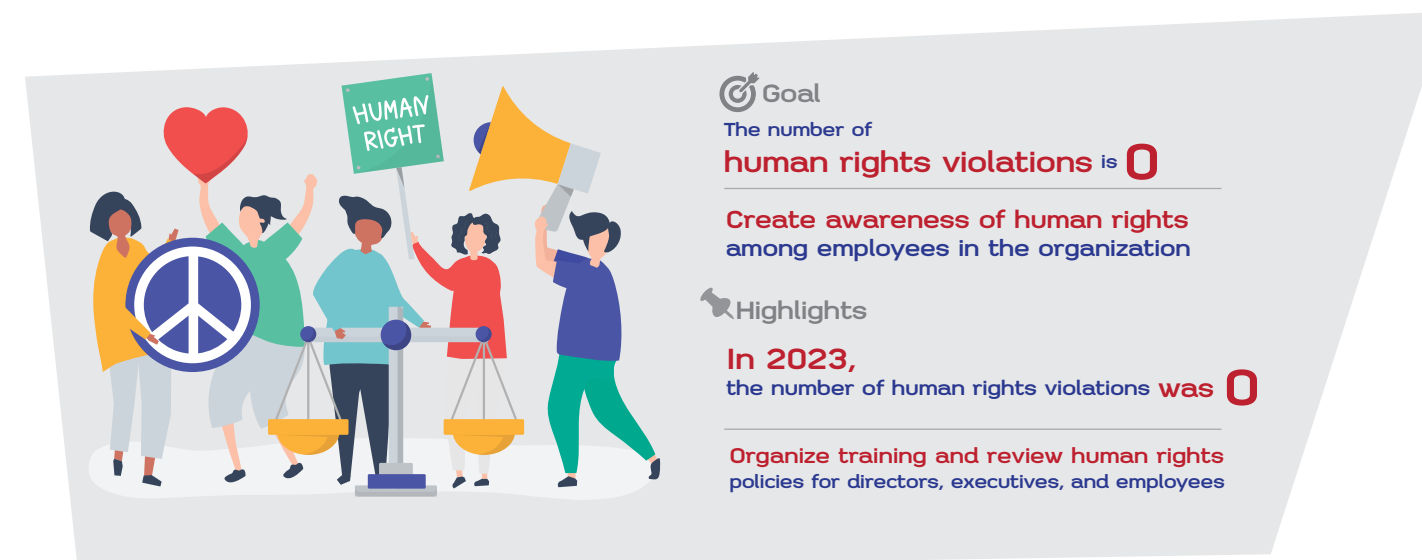 HUMAN
RIGHT
Goal
The number of
human rights violations is 0
Create awareness of human rights
among employees in the organization
Highlights
In 2023,
the number of human rights violations was 0
Organize training and review human rights
policies for directors, executives, and employees